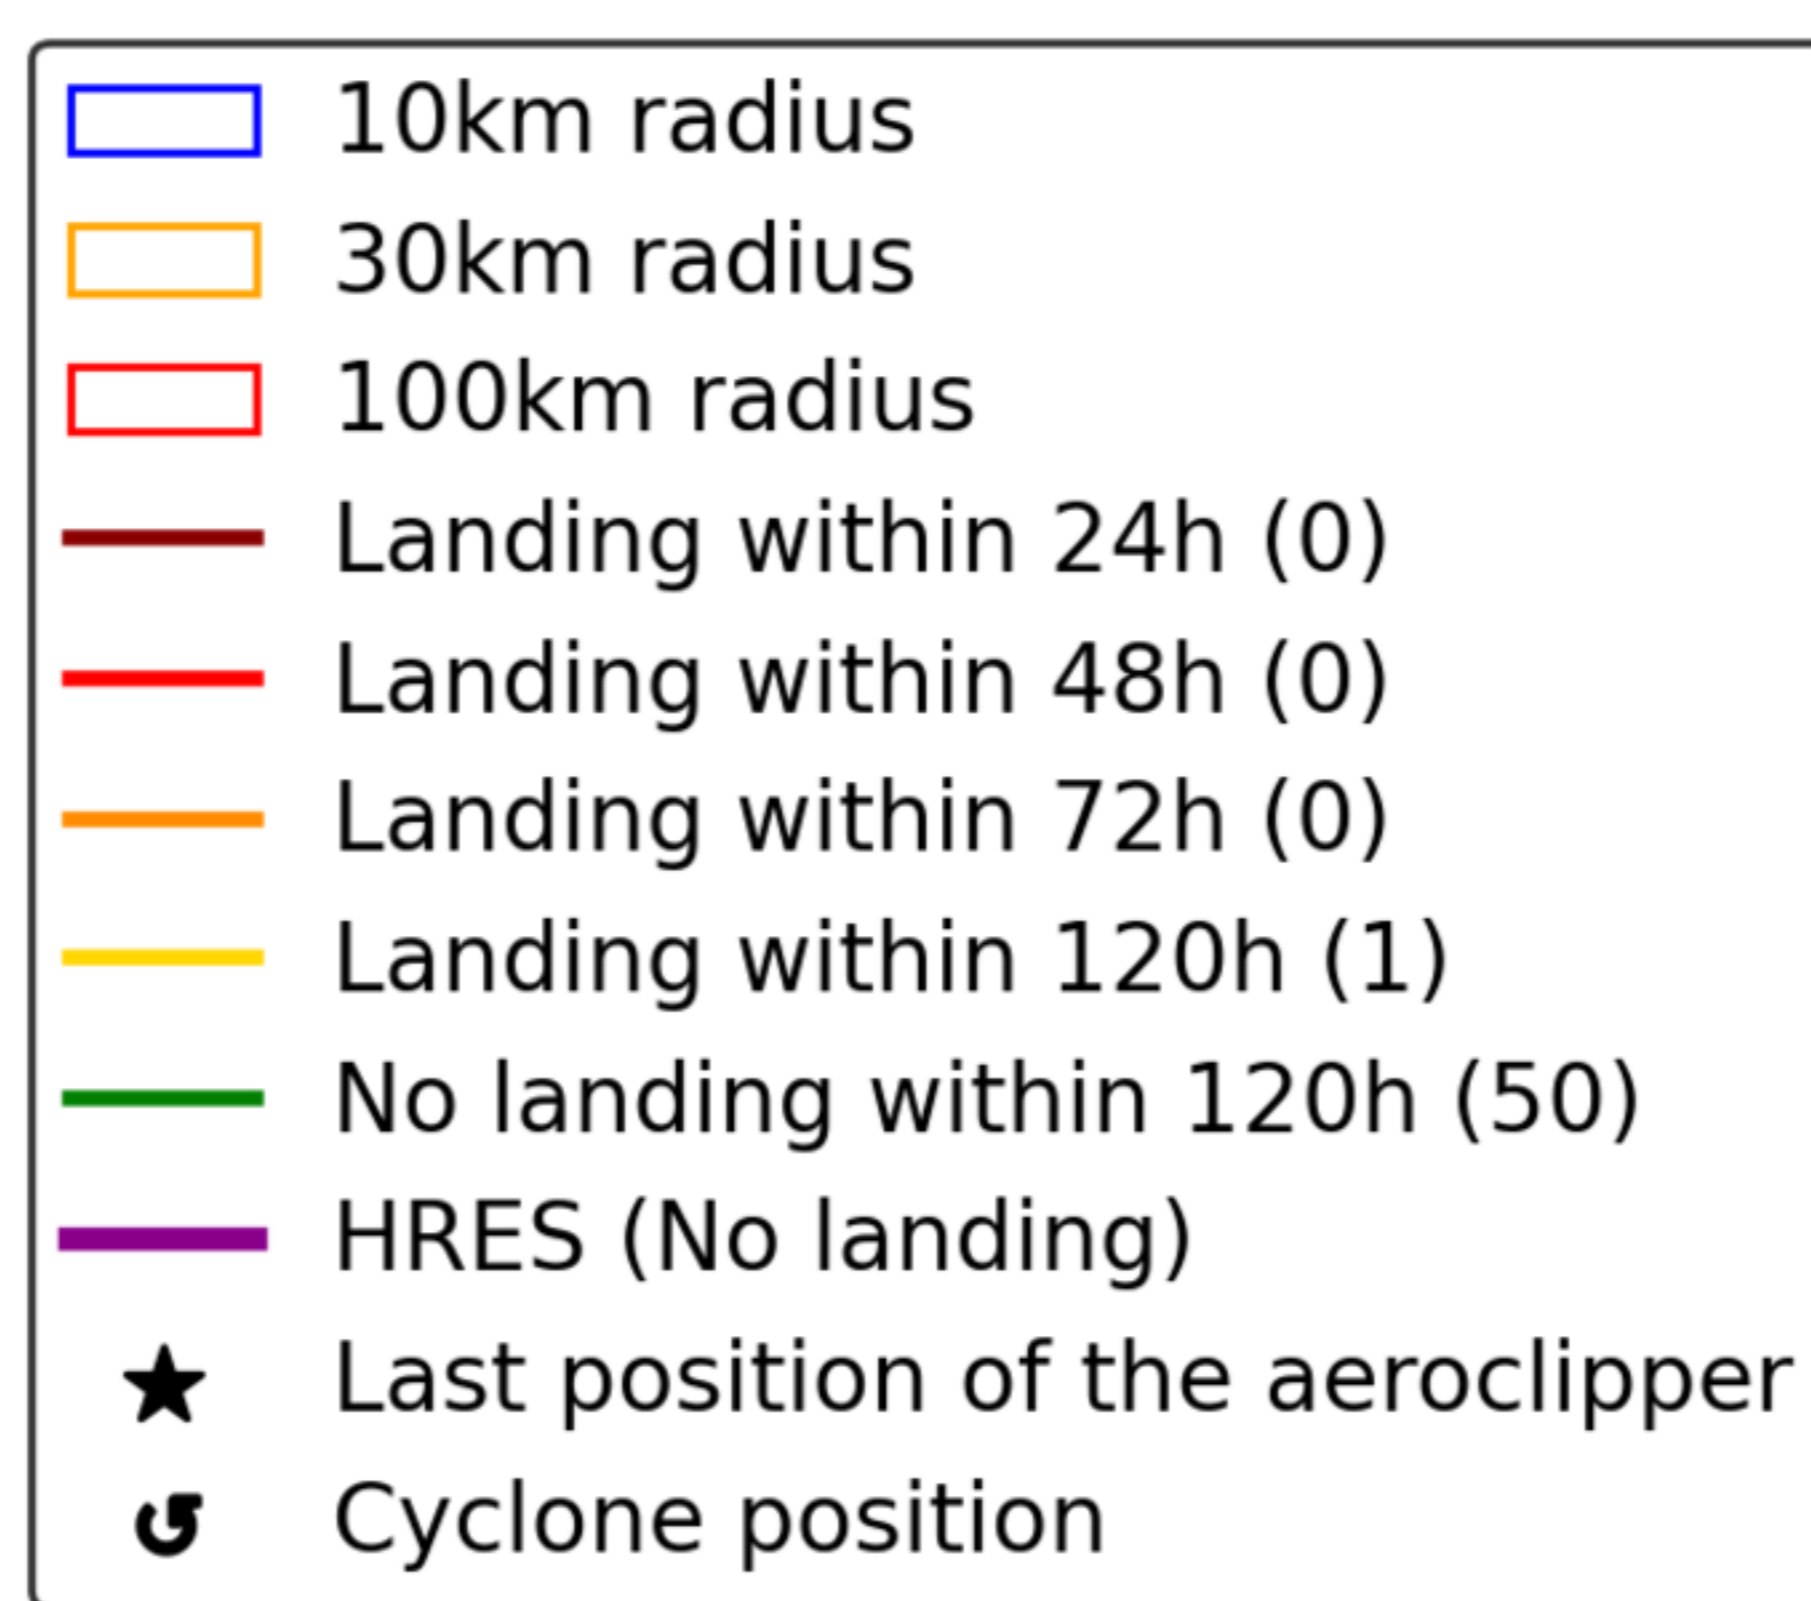 10km radius
30km radius
100km radius
Landing within 24h (0)
Landing within 48h (0)
Landing within 72h (0)
Landing within 120h (1)
No landing within 120h (50)
HRES (No landing)
Last position of the aeroclipper
Cyclone position